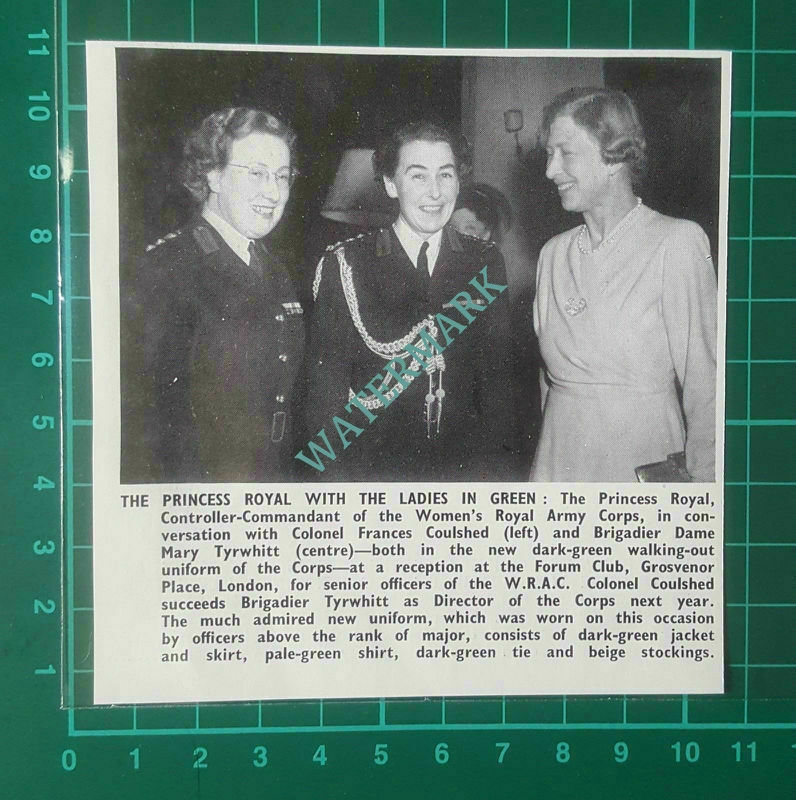 11
10
9
8
7
6
5
4
3
2
1
WATERMARK
THE PRINCESS ROYAL WITH THE LADIES IN GREEN : The Princess Royal,
Controller-Commandant of the Women's Royal Army Corps, in con-
versation with Colonel Frances Coulshed (left) and Brigadier Dame
Mary Tyrwhitt (centre)—both in the new dark-green walking-out
uniform of the Corps—at a reception at the Forum Club, Grosvenor
Place, London, for senior officers of the W.R.A.C. Colonel Coulshed
succeeds Brigadier Tyrwhitt as Director of the Corps next year.
The much admired new uniform, which was worn on this occasion
by officers above the rank of major, consists of dark-green jacket
and skirt, pale-green shirt, dark-green tie and beige stockings.
0 1 2 3 4 5 6 7 8 9 10 11